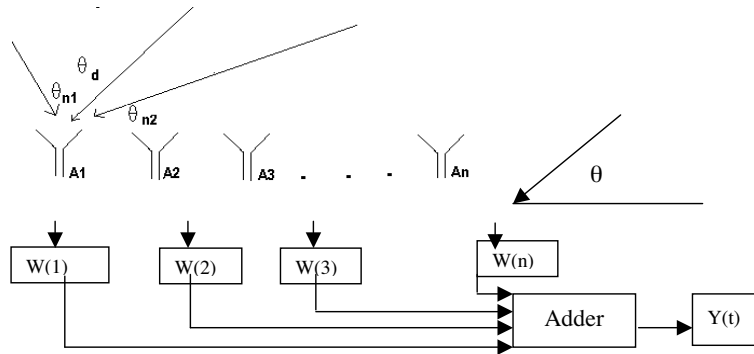 θd
θn1
θn2
A1 A2 A3 - - - An
θ
W(1) W(2) W(3) W(n)
Adder Y(t)